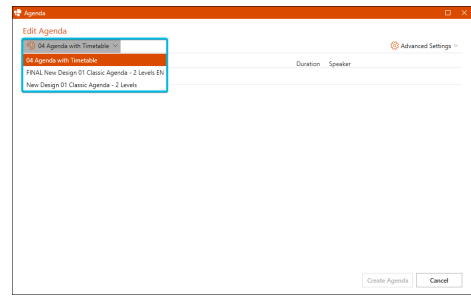 Agenda
Edit Agenda
04 Agenda with Timetable
Advanced Settings
04 Agenda with Timetable
Duration Speaker
FINAL New Design 01 Classic Agenda - 2 Levels EN
New Design 01 Classic Agenda - 2 Levels
Create Agenda Cancel